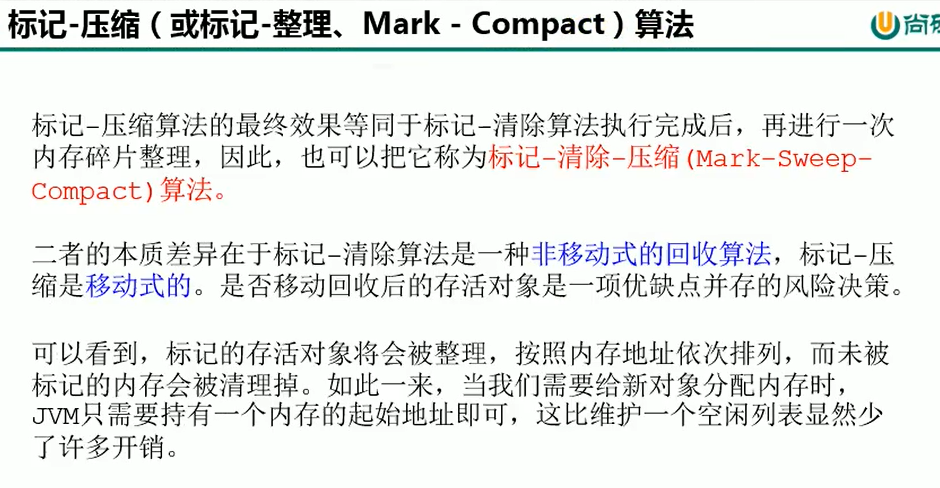 标记-压缩（或标记-整理、Mark - Compact）算法
尚硅
标记-压缩算法的最终效果等同于标记-清除算法执行完成后，再进行一次
内存碎片整理，因此，也可以把它称为标记-清除-压缩(Mark-Sweep-
Compact)算法。
二者的本质差异在于标记-清除算法是一种非移动式的回收算法，标记-压
缩是移动式的。是否移动回收后的存活对象是一项优缺点并存的风险决策。
可以看到，标记的存活对象将会被整理，按照内存地址依次排列，而未被
标记的内存会被清理掉。如此一来，当我们需要给新对象分配内存时，
JVM只需要持有一个内存的起始地址即可，这比维护一个空闲列表显然少
了许多开销。